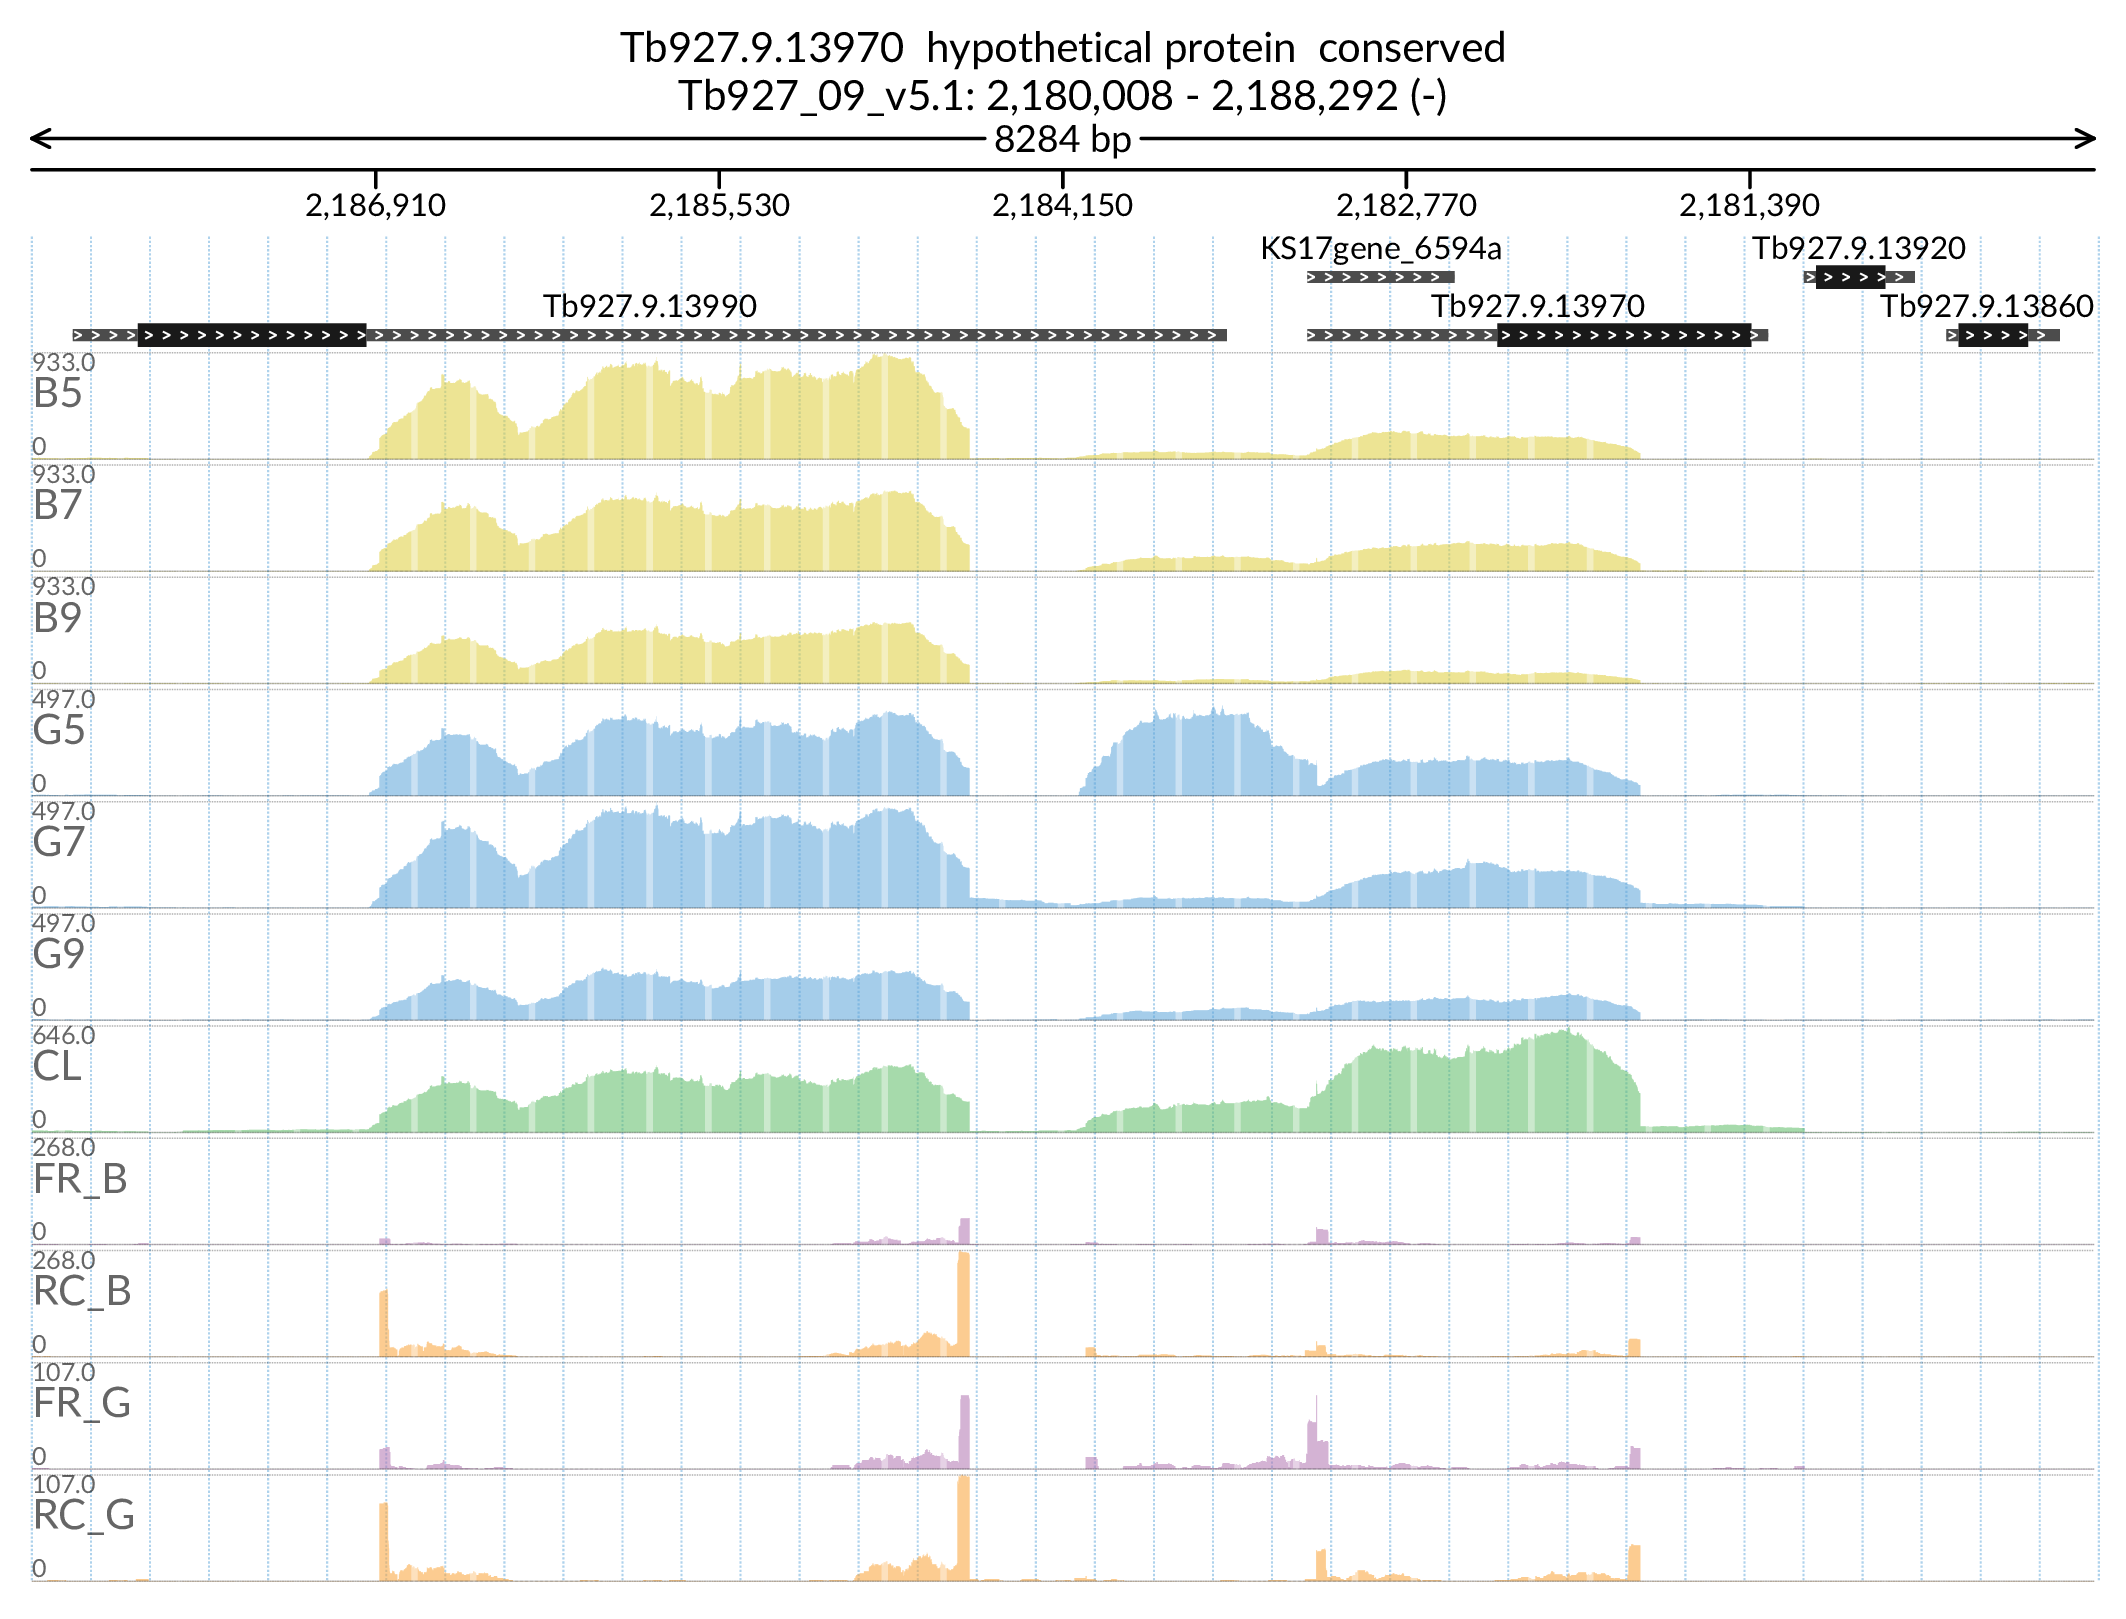 Tb927.9.13970  hypothetical protein  conserved
Tb927_09_v5.1: 2,180,008 - 2,188,292 (-)
8284 bp
2,186,910 2,185,530 2,184,150 2,182,770 2,181,390
KS17gene_6594a Tb927.9.13920
Tb927.9.13990 Tb927.9.13970 Tb927.9.13860
933.0
B5
0
933.0
B7
0
933.0
B9
0
497.0
G5
0
497.0
G7
0
497.0
G9
0
646.0
CL
0
268.0
FR_B
0
268.0
RC_B
0
107.0
FR_G
0
107.0
RC_G
0